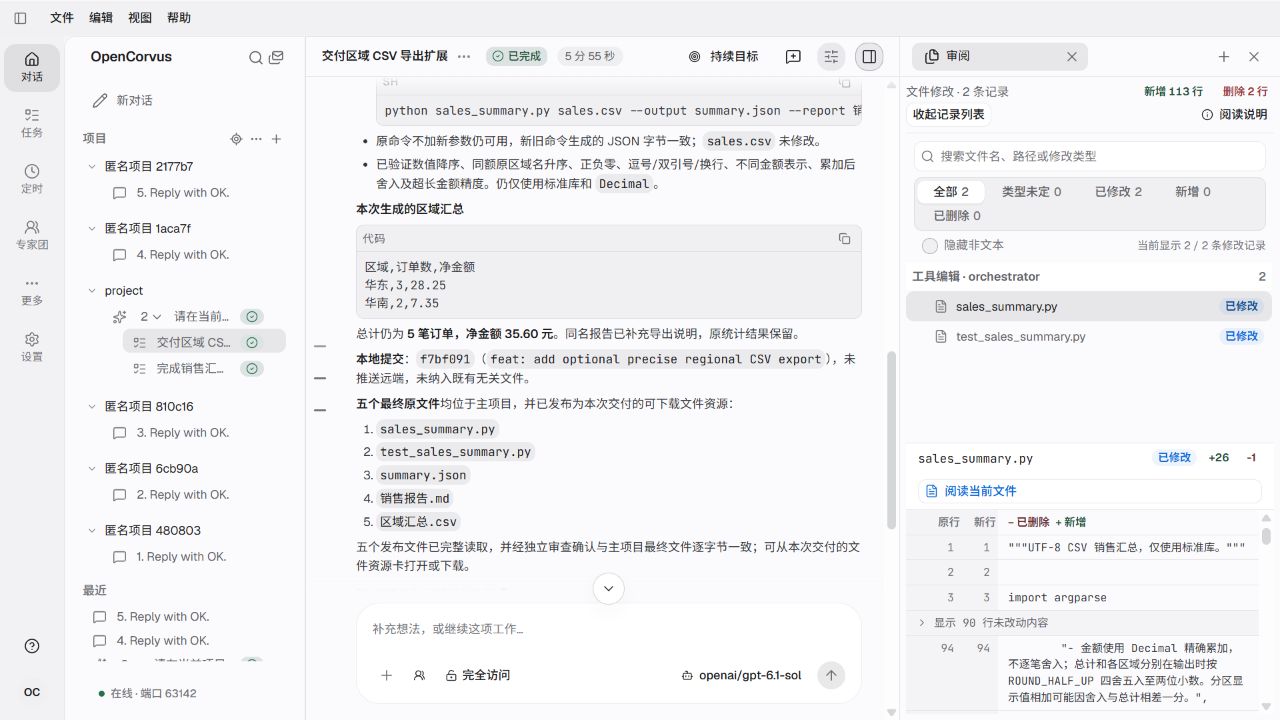 文件 编辑 视图 帮助
对话
任务
定时
专家团
更多
设置
OC
OpenCorvus
新对话
项目
匿名项目 2177b7
5. Reply with OK.
匿名项目 1aca7f
4. Reply with OK.
project
2 请在当前…
交付区域 CS…
完成销售汇…
匿名项目 810c16
3. Reply with OK.
匿名项目 6cb90a
2. Reply with OK.
匿名项目 480803
1. Reply with OK.
最近
5. Reply with OK.
4. Reply with OK.
在线 · 端口 63142
交付区域 CSV 导出扩展 ··· 已完成 5 分 55 秒 持续目标
SH
python sales_summary.py sales.csv --output summary.json --report 销
• 原命令不加新参数仍可用，新旧命令生成的 JSON 字节一致；sales.csv 未修改。
• 已验证数值降序、同额原区域名升序、正负零、逗号/双引号/换行、不同金额表示、累加后
舍入及超长金额精度。仍仅使用标准库和 Decimal。
本次生成的区域汇总
代码
区域,订单数,净金额
华东,3,28.25
华南,2,7.35
总计仍为 5 笔订单，净金额 35.60 元。同名报告已补充导出说明，原统计结果保留。
本地提交：f7bf091（feat: add optional precise regional CSV export），未
推送远端，未纳入既有无关文件。
五个最终原文件均位于主项目，并已发布为本次交付的可下载文件资源：
1. sales_summary.py
2. test_sales_summary.py
3. summary.json
4. 销售报告.md
5. 区域汇总.csv
五个发布文件已完整读取，并经独立审查确认与主项目最终文件逐字节一致；可从本次交付的文
件资源卡打开或下载。
补充想法，或继续这项工作…
完全访问 openai/gpt-6.1-sol
审阅
文件修改 · 2 条记录 新增 113 行 删除 2 行
收起记录列表 阅读说明
搜索文件名、路径或修改类型
全部 2 类型未定 0 已修改 2 新增 0
已删除 0
隐藏非文本 当前显示 2 / 2 条修改记录
工具编辑 · orchestrator 2
sales_summary.py 已修改
test_sales_summary.py 已修改
sales_summary.py 已修改 +26 -1
阅读当前文件
原行 新行 − 已删除 + 新增
1 1 """UTF-8 CSV 销售汇总，仅使用标准库。"""
2 2
3 3 import argparse
显示 90 行未改动内容
94 94 "- 金额使用 Decimal 精确累加，
不逐笔舍入；总计和各区域分别在输出时按
ROUND_HALF_UP 四舍五入至两位小数。分区显
示值相加可能因舍入与总计相差一分。",